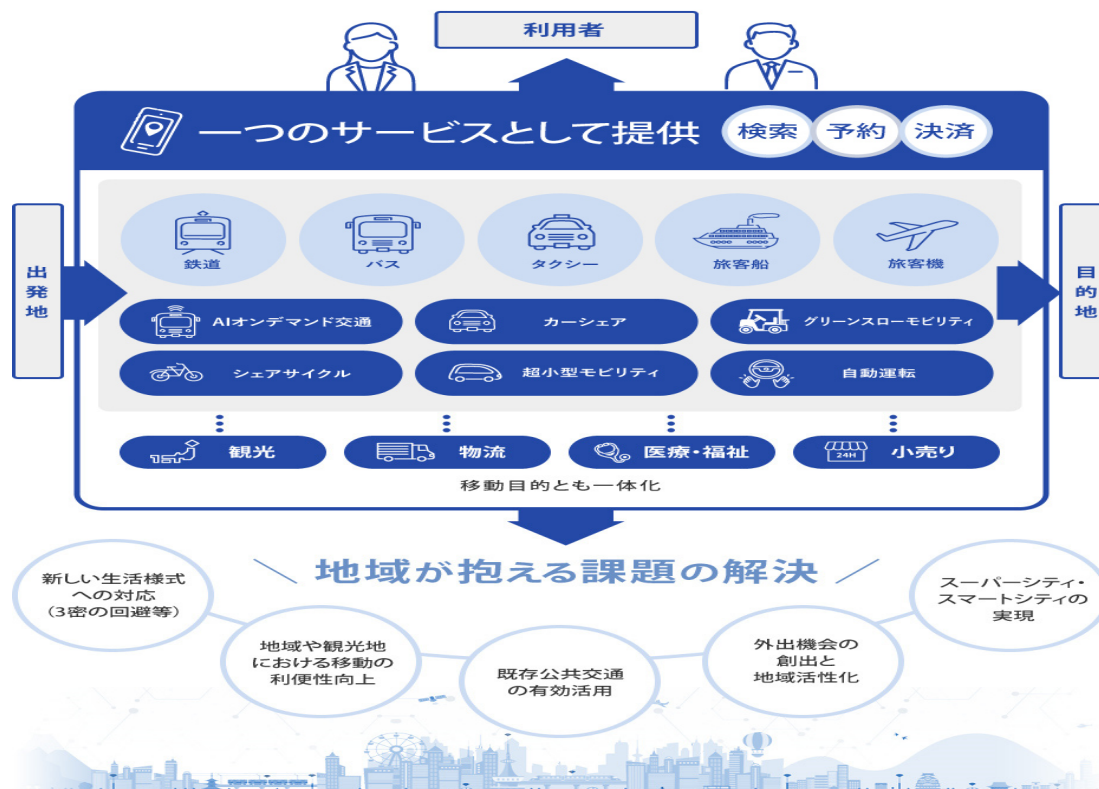 利用者
一つのサービスとして提供 検索 予約 決済
出発地
目的地
鉄道
バス
タクシー
旅客船
旅客機
AIオンデマンド交通
カーシェア
グリーンスローモビリティ
シェアサイクル
超小型モビリティ
自動運転
観光
物流
医療・福祉
24H
小売り
移動目的とも一体化
地域が抱える課題の解決
新しい生活様式
への対応
(3密の回避等)
地域や観光地
における移動の
利便性向上
既存公共交通
の有効活用
外出機会の
創出と
地域活性化
スーパーシティ・
スマートシティの
実現